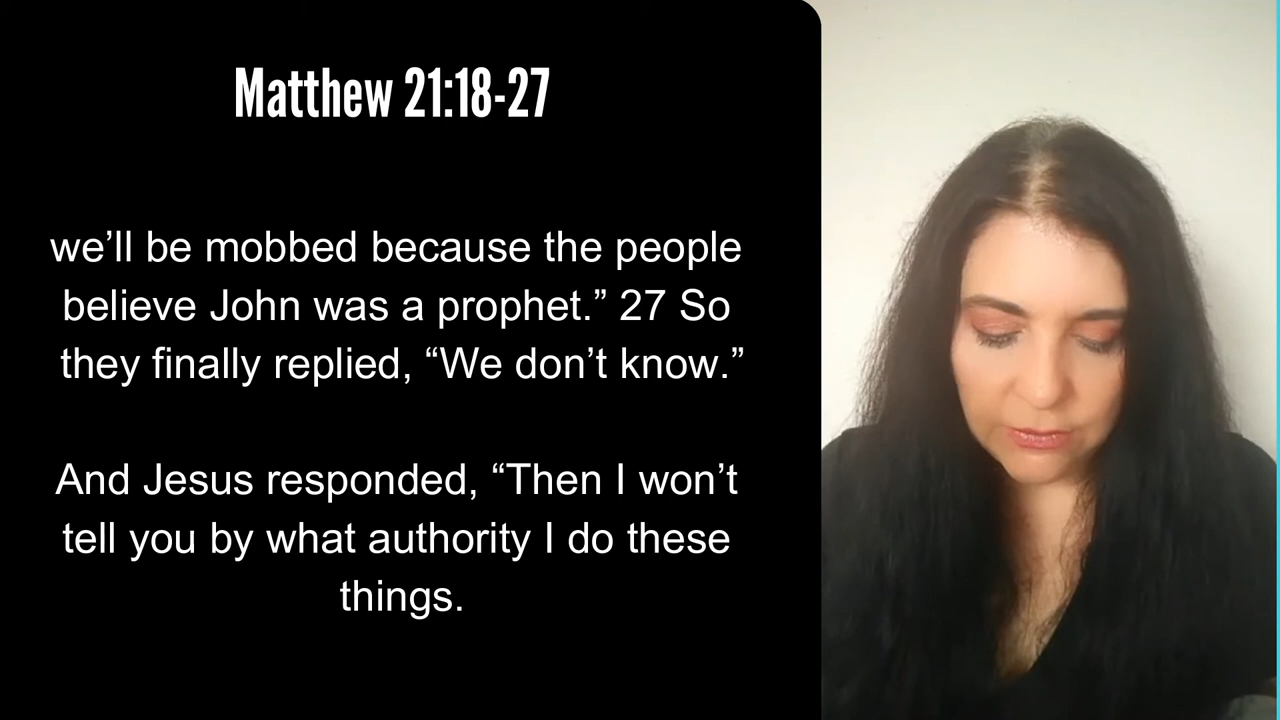 Matthew 21:18-27
we’ll be mobbed because the people
believe John was a prophet.” 27 So
they finally replied, “We don’t know.”
And Jesus responded, “Then I won’t
tell you by what authority I do these
things.